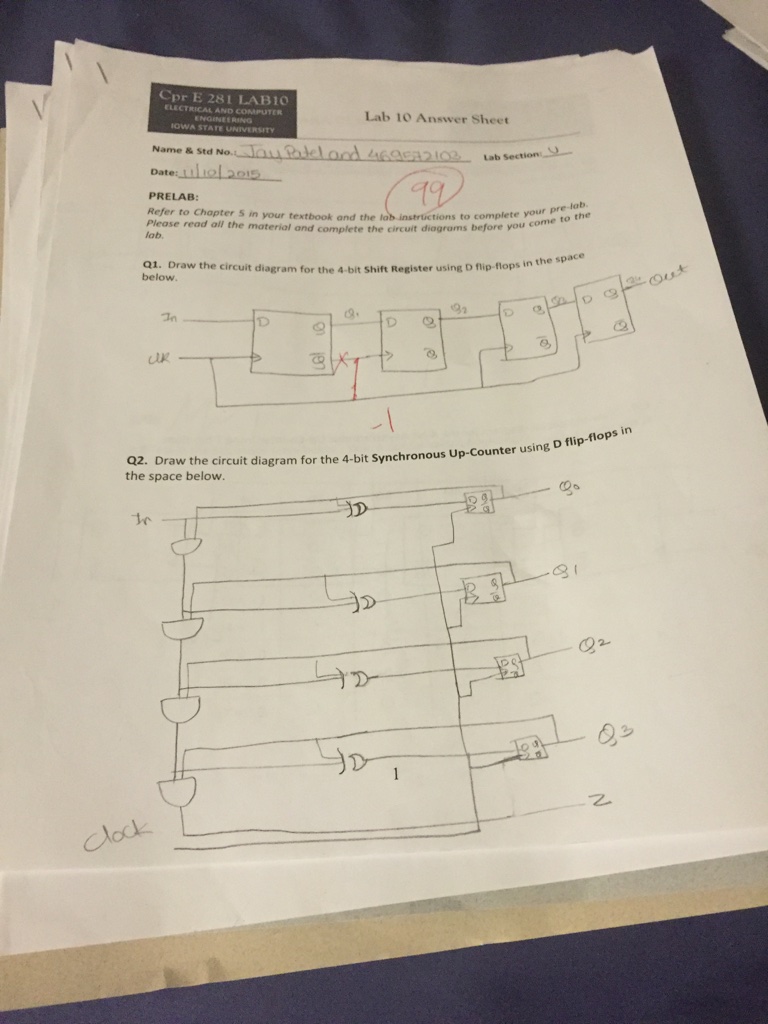 Cpr E 281 LAB10
ELECTRICAL AND COMPUTER
ENGINEERING
IOWA STATE UNIVERSITY
Lab 10 Answer Sheet
Name & Std No.: Jay Patel and 469572103 Lab Section: U
Date: 11/10/2015
99
PRELAB:
Refer to Chapter 5 in your textbook and the lab instructions to complete your pre-lab.
Please read all the material and complete the circuit diagrams before you come to the
lab.
Q1. Draw the circuit diagram for the 4-bit Shift Register using D flip-flops in the space
below.
In D Q Q1 D Q Q2 D Q Q3 D Q Q4 Out
clk Q Q Q Q
-1
Q2. Draw the circuit diagram for the 4-bit Synchronous Up-Counter using D flip-flops in
the space below.
In D Q Q0
Q
D Q Q1
Q
D Q Q2
Q
D Q Q3
Q
1
Z
Clock